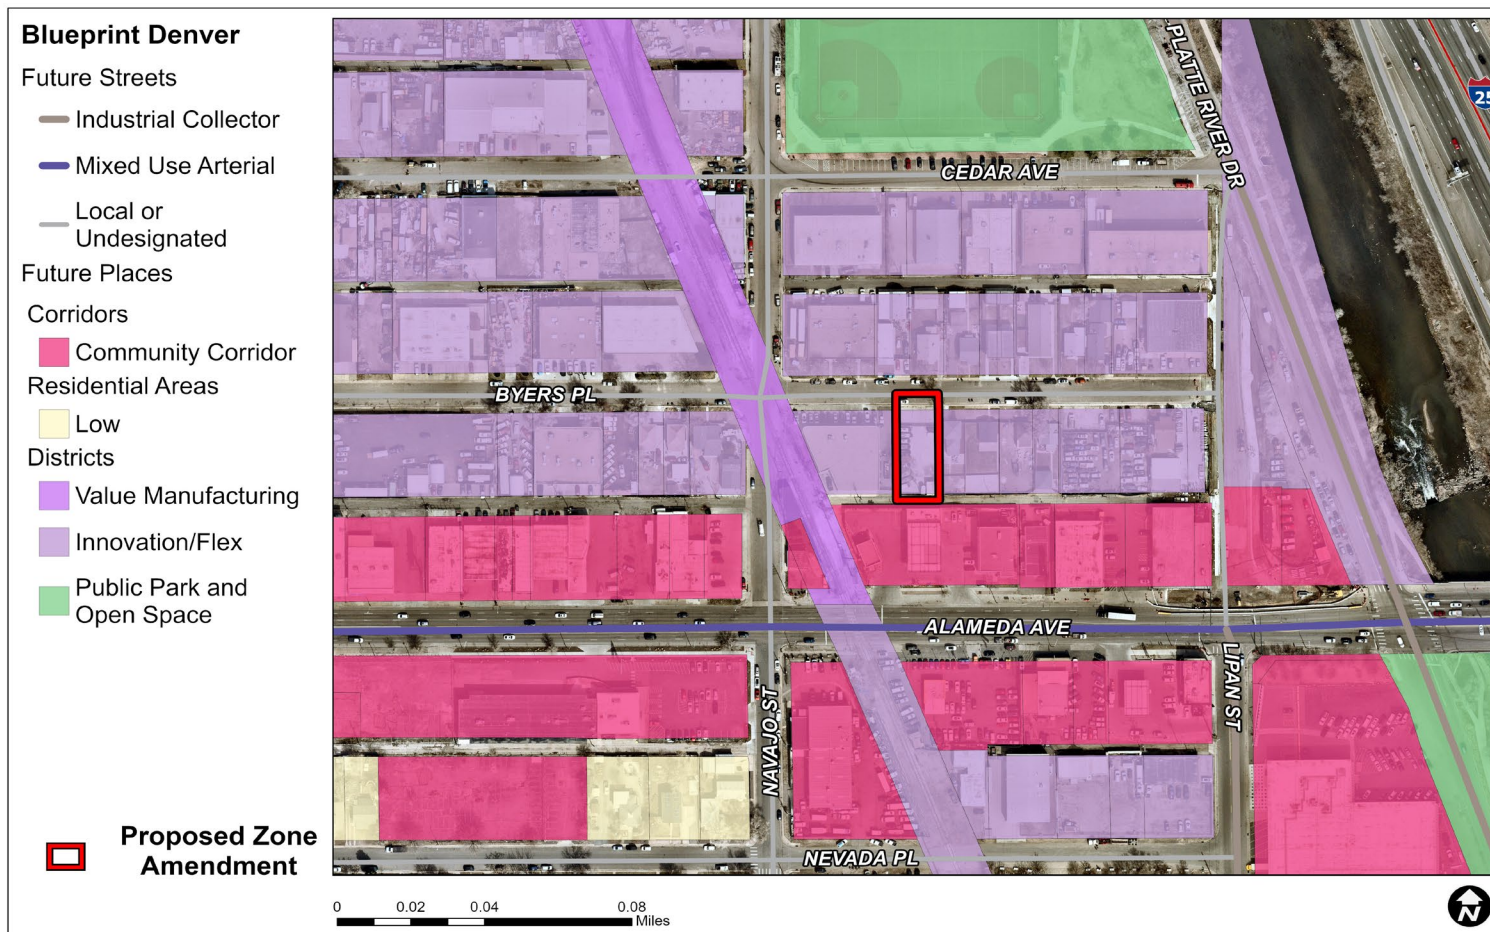 Blueprint Denver
Future Streets
Industrial Collector
Mixed Use Arterial
Local or
Undesignated
Future Places
Corridors
Community Corridor
Residential Areas
Low
Districts
Value Manufacturing
Innovation/Flex
Public Park and
Open Space
Proposed Zone
Amendment
PLATTE RIVER DR
25
CEDAR AVE
BYERS PL
ALAMEDA AVE
NAVAJO ST
LIPAN ST
NEVADA PL
0 0.02 0.04 0.08
Miles
N